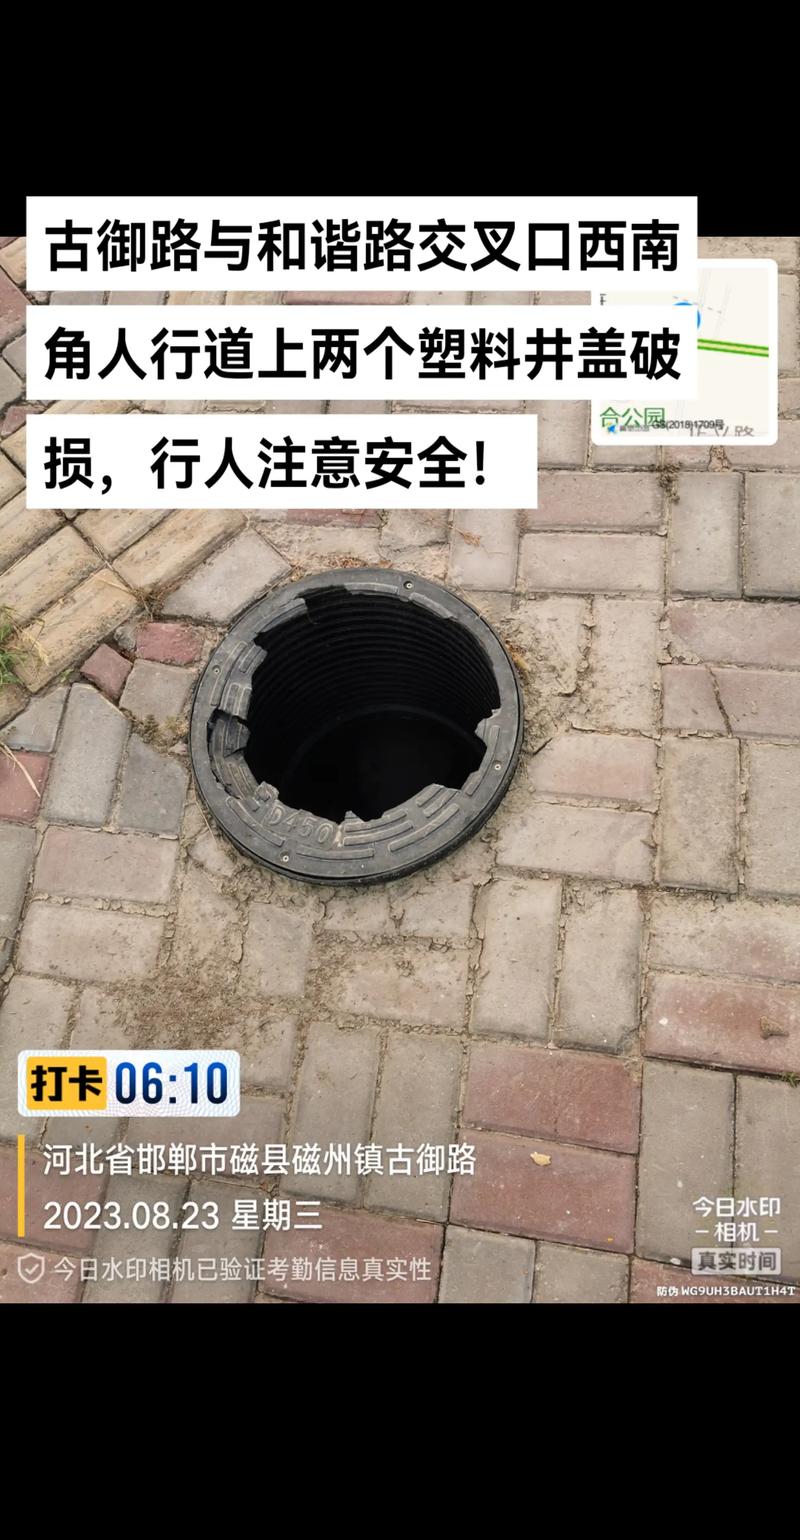 古御路与和谐路交叉口西南
角人行道上两个塑料井盖破
损，行人注意安全！
合公园
GS(2018)1709号
D450
打卡 06:10
河北省邯郸市磁县磁州镇古御路
2023.08.23 星期三
今日水印相机已验证考勤信息真实性
今日水印
-相机-
真实时间
防伪 WG9UH3BAUT1H4T